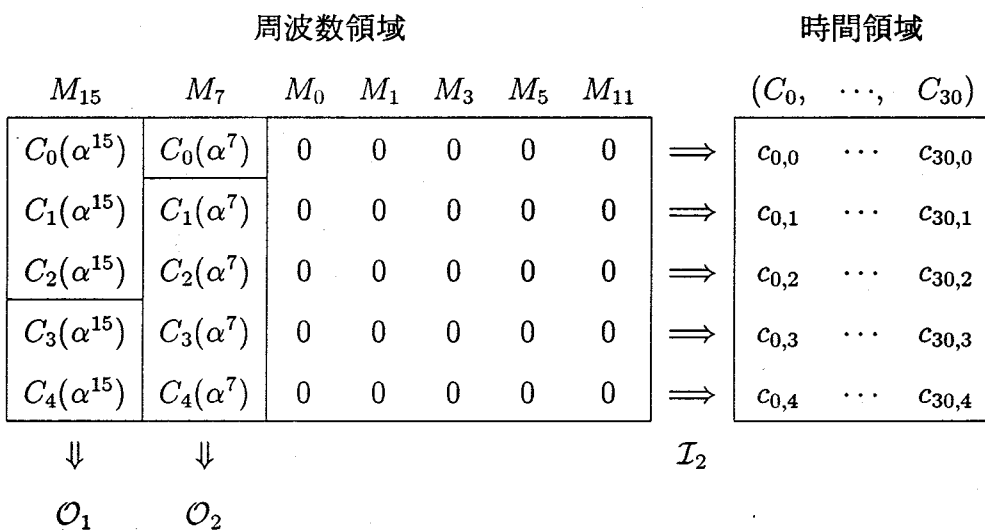 周波数領域 時間領域
M₁₅ M₇ M₀ M₁ M₃ M₅ M₁₁ (C₀, ⋯, C₃₀)
C₀(α¹⁵) C₀(α⁷) 0 0 0 0 0 ⟹ c₀,₀ ⋯ c₃₀,₀
C₁(α¹⁵) C₁(α⁷) 0 0 0 0 0 ⟹ c₀,₁ ⋯ c₃₀,₁
C₂(α¹⁵) C₂(α⁷) 0 0 0 0 0 ⟹ c₀,₂ ⋯ c₃₀,₂
C₃(α¹⁵) C₃(α⁷) 0 0 0 0 0 ⟹ c₀,₃ ⋯ c₃₀,₃
C₄(α¹⁵) C₄(α⁷) 0 0 0 0 0 ⟹ c₀,₄ ⋯ c₃₀,₄
⇓ ⇓ ℐ₂
𝒪₁ 𝒪₂